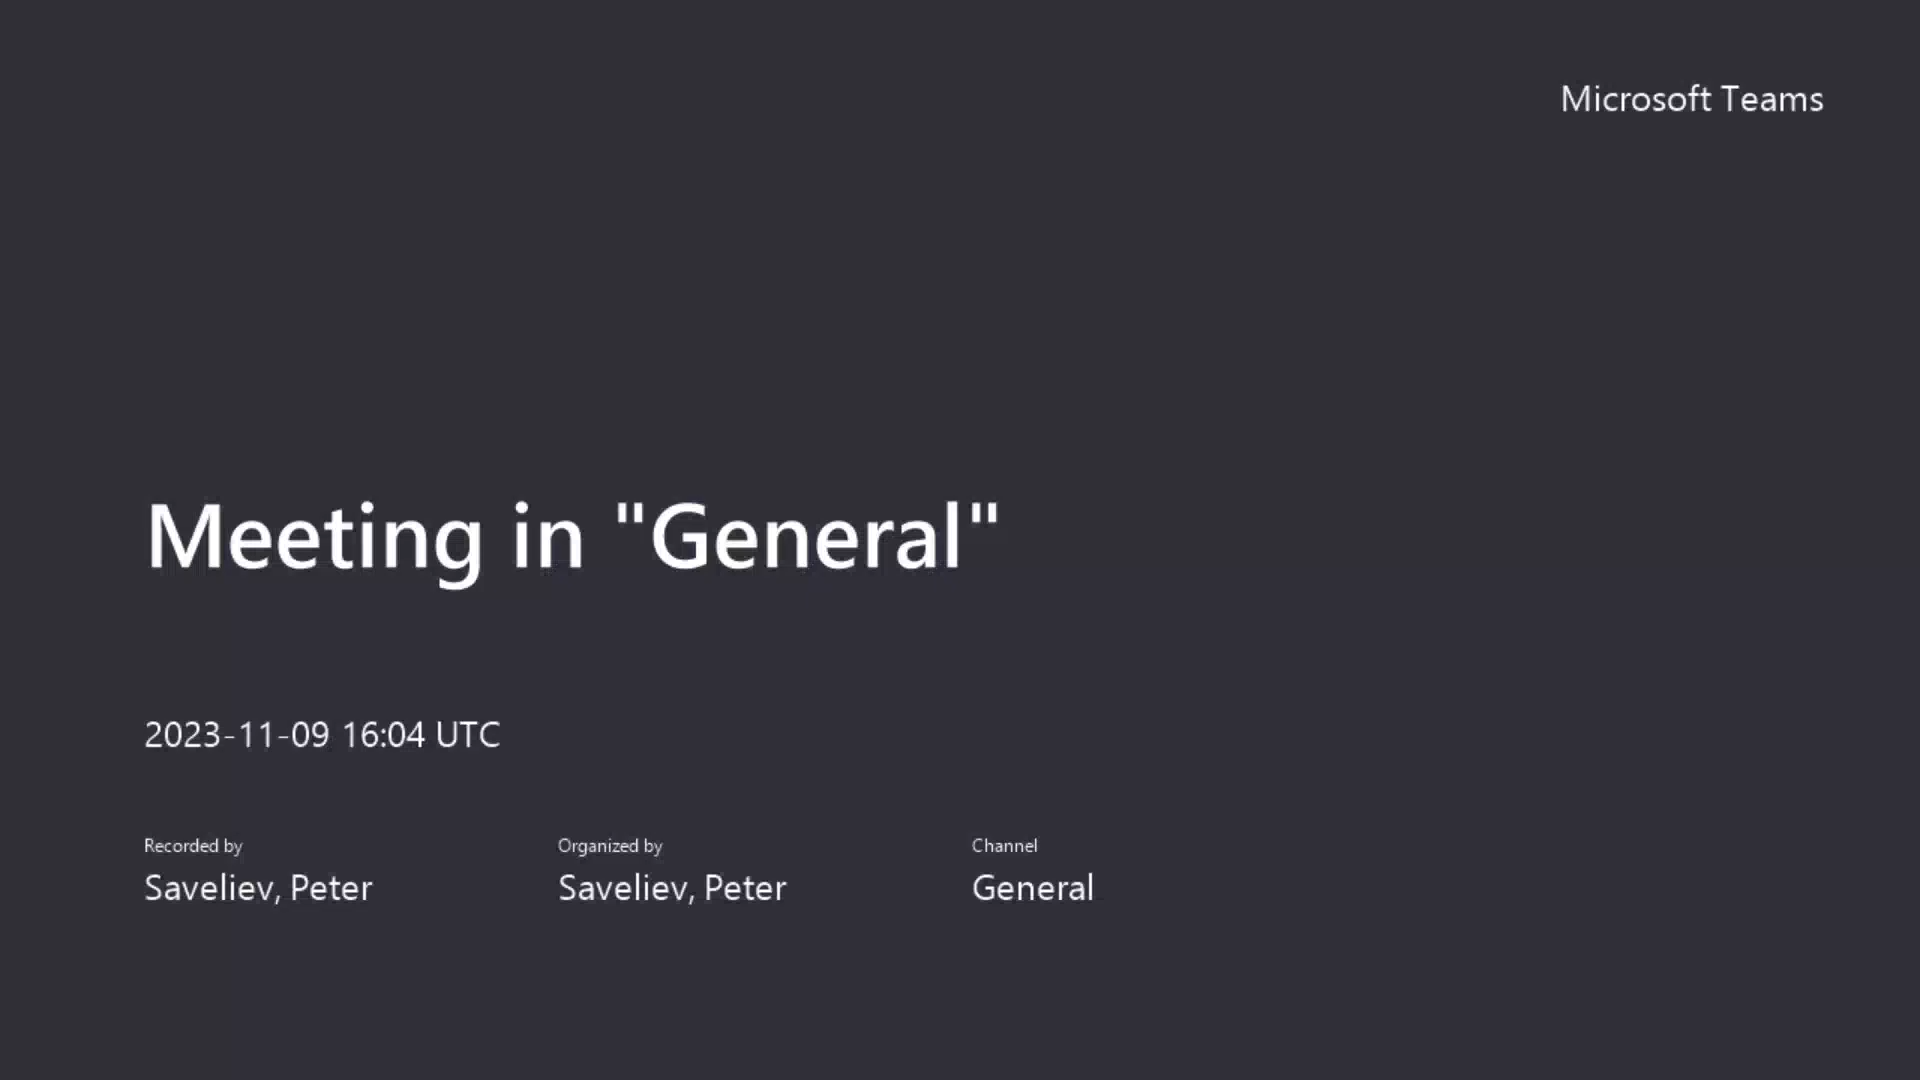 Microsoft Teams
Meeting in "General"
2023-11-09 16:04 UTC
Recorded by
Saveliev, Peter
Organized by
Saveliev, Peter
Channel
General